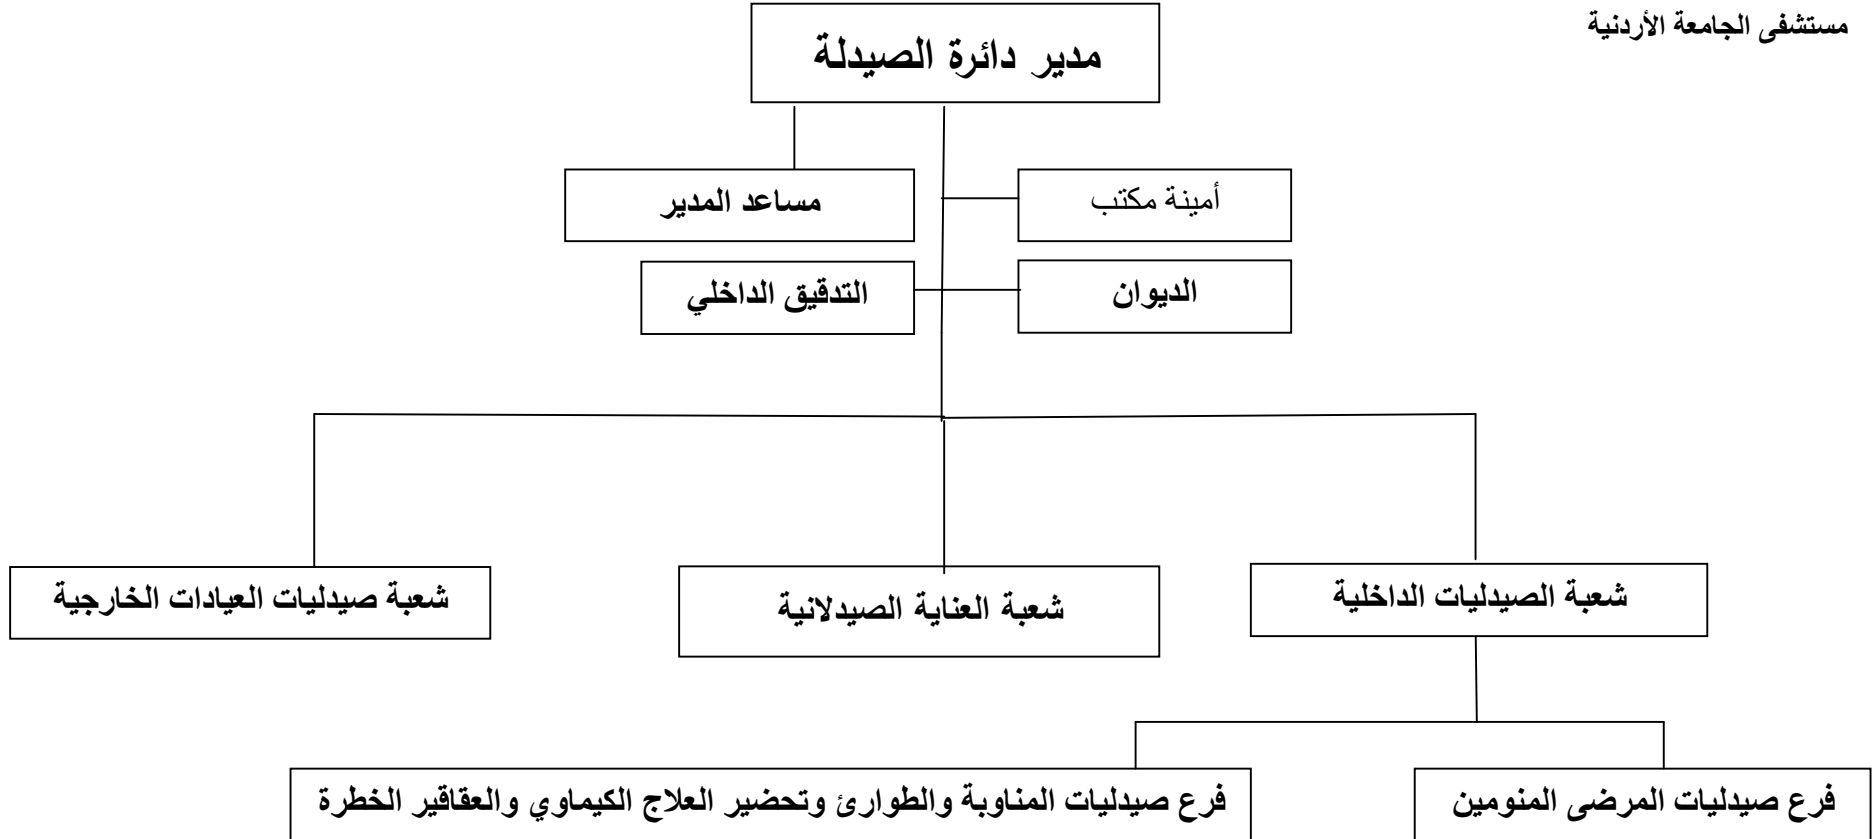 مستشفى الجامعة الأردنية
مدير دائرة الصيدلة
أمينة مكتب
مساعد المدير
الديوان
التدقيق الداخلي
شعبة الصيدليات الداخلية
شعبة العناية الصيدلانية
شعبة صيدليات العيادات الخارجية
فرع صيدليات المرضى المنومين
فرع صيدليات المناوبة والطوارئ وتحضير العلاج الكيماوي والعقاقير الخطرة